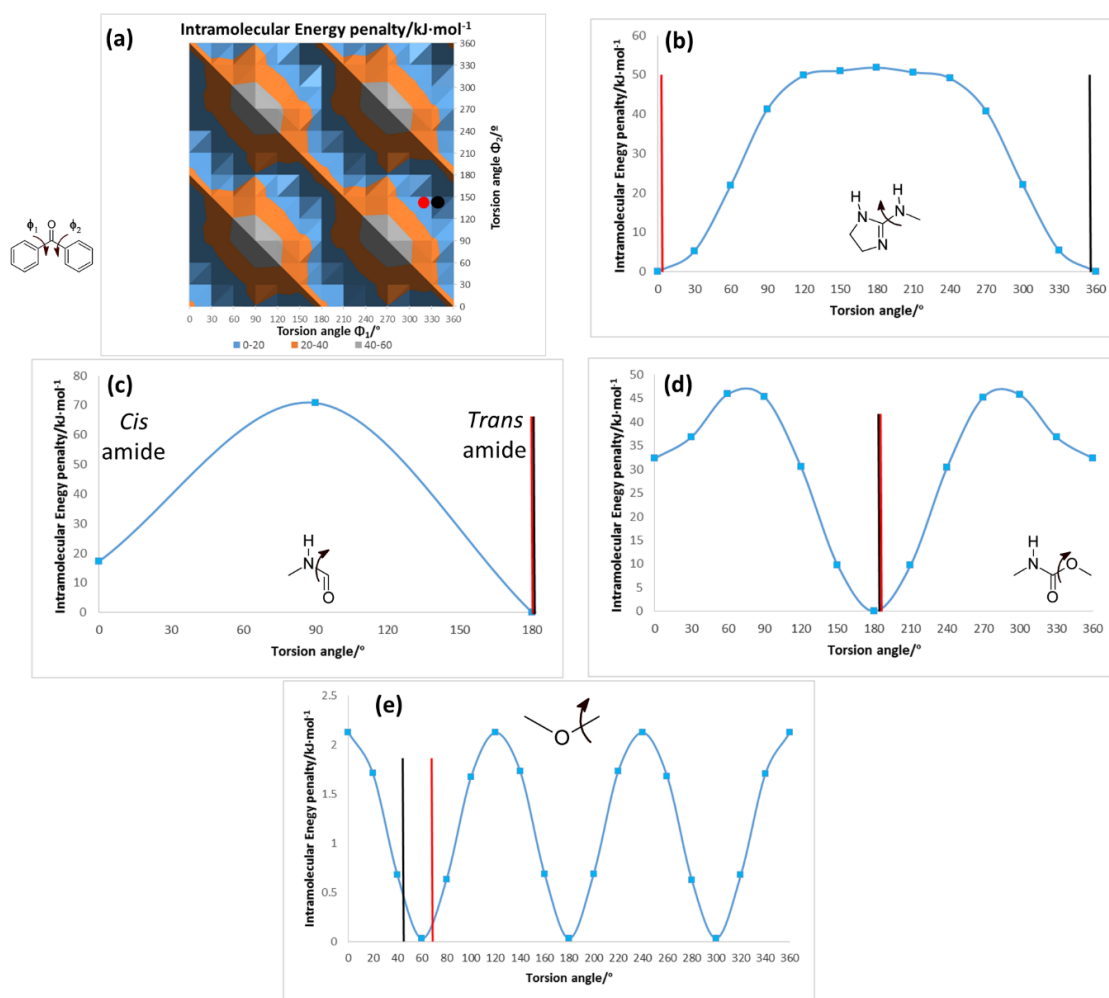 (a)
Intramolecular Energy penalty/kJ·mol⁻¹
360
330
300
270
240
210
180
150
120
90
60
30
0
Torsion angle Φ₂/º
0 30 60 90 120 150 180 210 240 270 300 330 360
Torsion angle Φ₁/°
0-20 20-40 40-60
ϕ₁ O ϕ₂
(b)
Intramolecular Energy penalty/kJ·mol⁻¹
60
50
40
30
20
10
0
H
N
H
N
N
0 30 60 90 120 150 180 210 240 270 300 330 360
Torsion angle/°
(c)
Intramolecular Energy penalty/kJ·mol⁻¹
80
70
60
50
40
30
20
10
0
Cis
amide
Trans
amide
H
N
O
0 30 60 90 120 150 180
Torsion angle/°
(d)
Intramolecular Energy penalty/kJ·mol⁻¹
50
45
40
35
30
25
20
15
10
5
0
H
N
O
O
0 30 60 90 120 150 180 210 240 270 300 330 360
Torsion angle/°
(e)
Intramolecular Energy penalty/kJ·mol⁻¹
2.5
2
1.5
1
0.5
0
O
0 20 40 60 80 100 120 140 160 180 200 220 240 260 280 300 320 340 360
Torsion angle/°